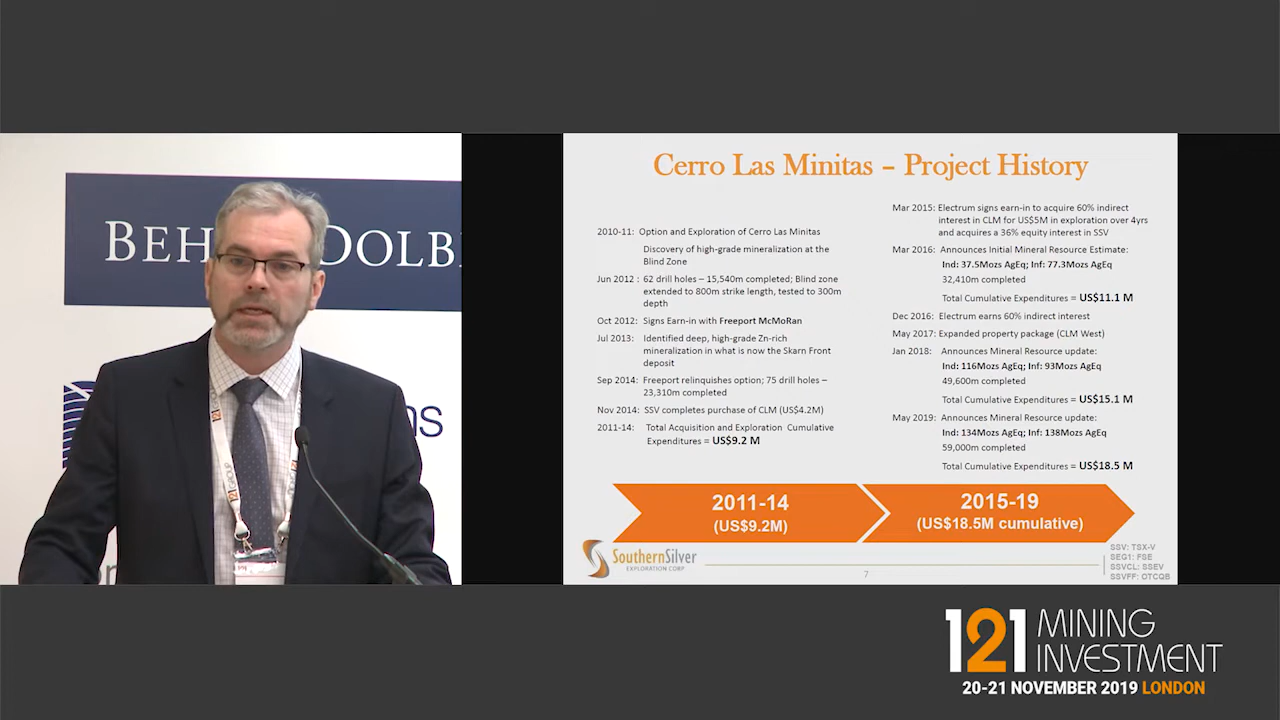 BEH
DOLB
ns
121
GROUP
Cerro Las Minitas – Project History
2010-11: Option and Exploration of Cerro Las Minitas
Discovery of high-grade mineralization at the
Blind Zone
Jun 2012 : 62 drill holes – 15,540m completed; Blind zone
extended to 800m strike length, tested to 300m
depth
Oct 2012: Signs Earn-in with Freeport McMoRan
Jul 2013: Identified deep, high-grade Zn-rich
mineralization in what is now the Skarn Front
deposit
Sep 2014: Freeport relinquishes option; 75 drill holes –
23,310m completed
Nov 2014: SSV completes purchase of CLM (US$4.2M)
2011-14: Total Acquisition and Exploration Cumulative
Expenditures = US$9.2 M
Mar 2015: Electrum signs earn-in to acquire 60% indirect
interest in CLM for US$5M in exploration over 4yrs
and acquires a 36% equity interest in SSV
Mar 2016: Announces Initial Mineral Resource Estimate:
Ind: 37.5Mozs AgEq; Inf: 77.3Mozs AgEq
32,410m completed
Total Cumulative Expenditures = US$11.1 M
Dec 2016: Electrum earns 60% indirect interest
May 2017: Expanded property package (CLM West)
Jan 2018: Announces Mineral Resource update:
Ind: 116Mozs AgEq; Inf: 93Mozs AgEq
49,600m completed
Total Cumulative Expenditures = US$15.1 M
May 2019: Announces Mineral Resource update:
Ind: 134Mozs AgEq; Inf: 138Mozs AgEq
59,000m completed
Total Cumulative Expenditures = US$18.5 M
2011-14
(US$9.2M)
2015-19
(US$18.5M cumulative)
SouthernSilver
EXPLORATION CORP
7
SSV: TSX-V
SEG1: FSE
SSVCL: SSEV
SSVFF: OTCQB
121 MINING
INVESTMENT
20-21 NOVEMBER 2019 LONDON